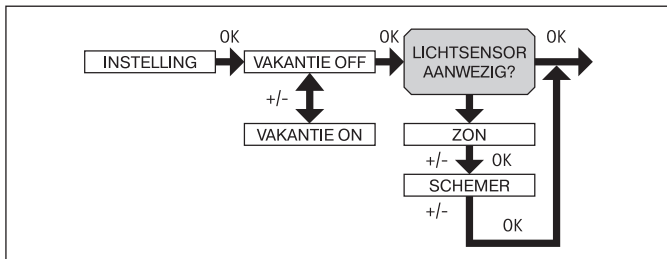 OK
OK
LICHTSENSOR
AANWEZIG?
OK
INSTELLING
VAKANTIE OFF
+/-
VAKANTIE ON
ZON
+/-
OK
SCHEMER
+/-
OK